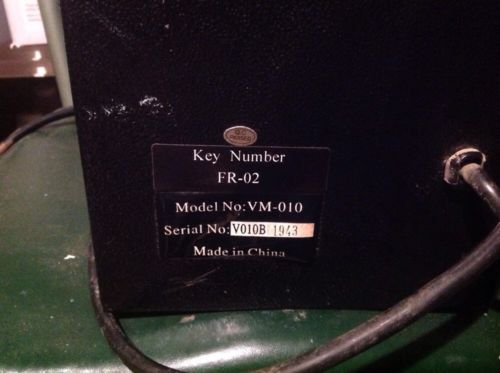 Key Number
FR-02
Model No:VM-010
Serial No:V010B 1943
Made in China